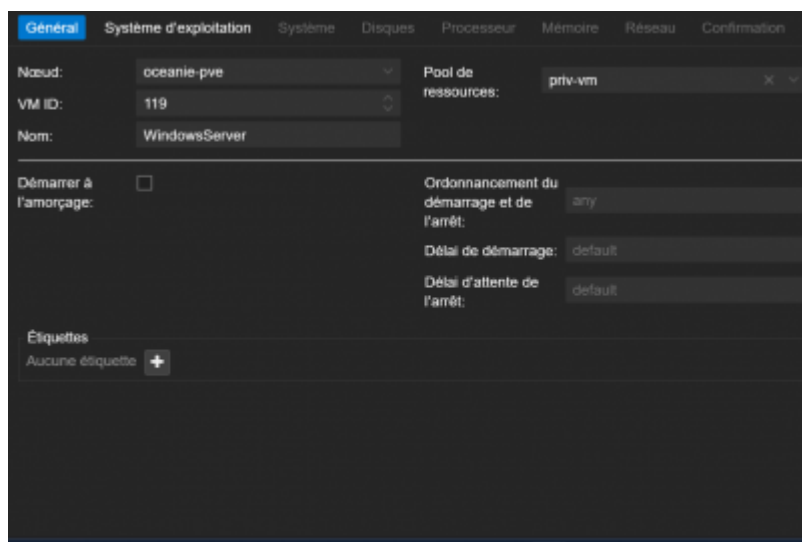 Général Système d'exploitation Système Disques Processeur Mémoire Réseau Confirmation
Nœud: oceanie-pve
VM ID: 119
Nom: WindowsServer
Pool de
ressources: priv-vm
Démarrer à
l'amorçage:
Ordonnancement du
démarrage et de
l'arrêt: any
Délai de démarrage: default
Délai d'attente de
l'arrêt: default
Étiquettes
Aucune étiquette